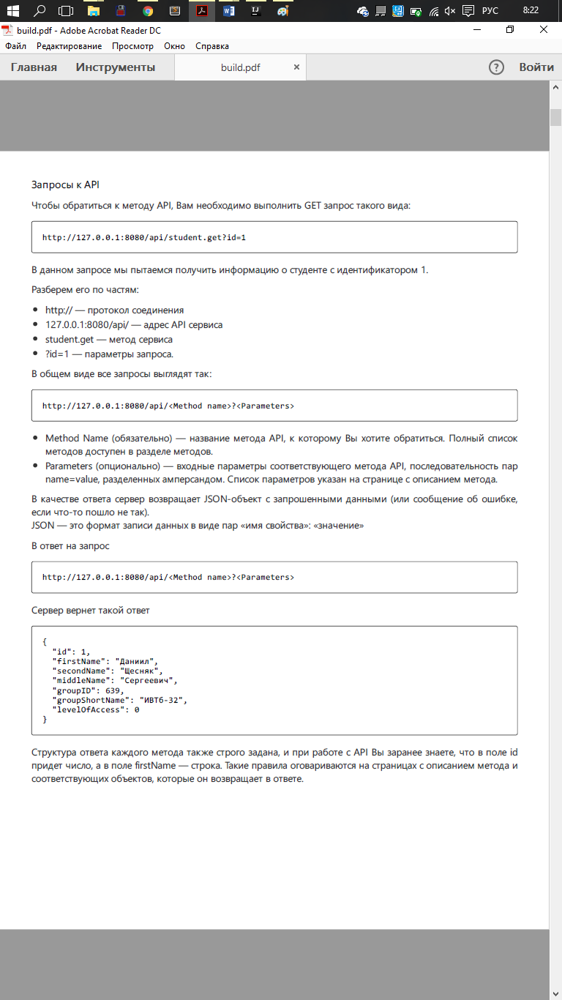 РУС
8:22
build.pdf - Adobe Acrobat Reader DC
Файл Редактирование Просмотр Окно Справка
Главная Инструменты build.pdf × ? Войти
Запросы к API
Чтобы обратиться к методу API, Вам необходимо выполнить GET запрос такого вида:
http://127.0.0.1:8080/api/student.get?id=1
В данном запросе мы пытаемся получить информацию о студенте с идентификатором 1.
Разберем его по частям:
• http:// — протокол соединения
• 127.0.0.1:8080/api/ — адрес API сервиса
• student.get — метод сервиса
• ?id=1 — параметры запроса.
В общем виде все запросы выглядят так:
http://127.0.0.1:8080/api/<Method name>?<Parameters>
• Method Name (обязательно) — название метода API, к которому Вы хотите обратиться. Полный список
методов доступен в разделе методов.
• Parameters (опционально) — входные параметры соответствующего метода API, последовательность пар
name=value, разделенных амперсандом. Список параметров указан на странице с описанием метода.
В качестве ответа сервер возвращает JSON-объект с запрошенными данными (или сообщение об ошибке,
если что-то пошло не так).
JSON — это формат записи данных в виде пар «имя свойства»: «значение»
В ответ на запрос
http://127.0.0.1:8080/api/<Method name>?<Parameters>
Сервер вернет такой ответ
{
"id": 1,
"firstName": "Даниил",
"secondName": "Щесняк",
"middleName": "Сергеевич",
"groupID": 639,
"groupShortName": "ИВТб-32",
"levelOfAccess": 0
}
Структура ответа каждого метода также строго задана, и при работе с API Вы заранее знаете, что в поле id
придет число, а в поле firstName — строка. Такие правила оговариваются на страницах с описанием метода и
соответствующих объектов, которые он возвращает в ответе.